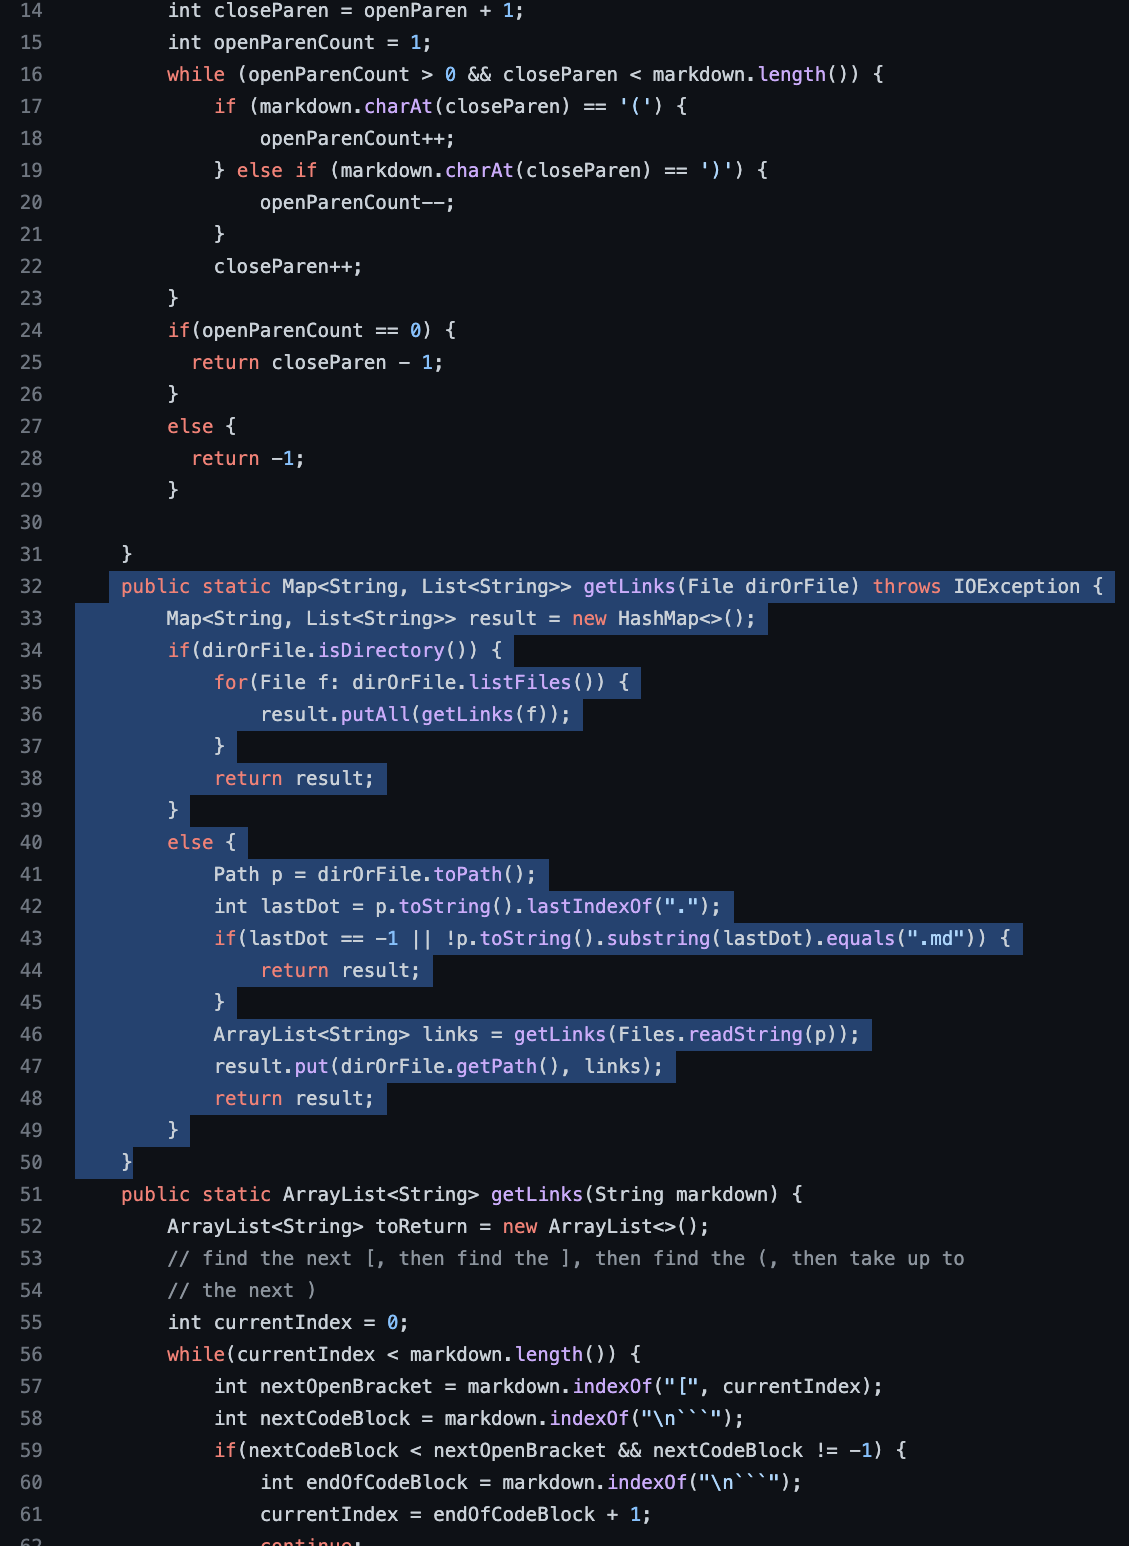 14 int closeParen = openParen + 1;
15 int openParenCount = 1;
16 while (openParenCount > 0 && closeParen < markdown.length()) {
17 if (markdown.charAt(closeParen) == '(') {
18 openParenCount++;
19 } else if (markdown.charAt(closeParen) == ')') {
20 openParenCount--;
21 }
22 closeParen++;
23 }
24 if(openParenCount == 0) {
25 return closeParen - 1;
26 }
27 else {
28 return -1;
29 }
30
31 }
32 public static Map<String, List<String>> getLinks(File dirOrFile) throws IOException {
33 Map<String, List<String>> result = new HashMap<>();
34 if(dirOrFile.isDirectory()) {
35 for(File f: dirOrFile.listFiles()) {
36 result.putAll(getLinks(f));
37 }
38 return result;
39 }
40 else {
41 Path p = dirOrFile.toPath();
42 int lastDot = p.toString().lastIndexOf(".");
43 if(lastDot == -1 || !p.toString().substring(lastDot).equals(".md")) {
44 return result;
45 }
46 ArrayList<String> links = getLinks(Files.readString(p));
47 result.put(dirOrFile.getPath(), links);
48 return result;
49 }
50 }
51 public static ArrayList<String> getLinks(String markdown) {
52 ArrayList<String> toReturn = new ArrayList<>();
53 // find the next [, then find the ], then find the (, then take up to
54 // the next )
55 int currentIndex = 0;
56 while(currentIndex < markdown.length()) {
57 int nextOpenBracket = markdown.indexOf("[", currentIndex);
58 int nextCodeBlock = markdown.indexOf("\n```");
59 if(nextCodeBlock < nextOpenBracket && nextCodeBlock != -1) {
60 int endOfCodeBlock = markdown.indexOf("\n```");
61 currentIndex = endOfCodeBlock + 1;
62 continue;